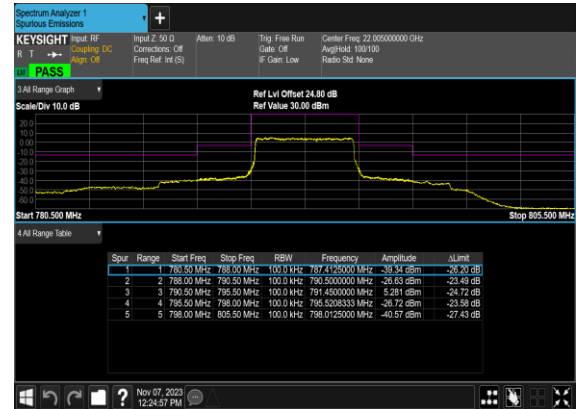 Spectrum Analyzer 1
Spurious Emissions
+
KEYSIGHT Input: RF Input Z: 50 Ω Atten: 10 dB Trig: Free Run Center Freq: 22.005000000 GHz
R T Coupling: DC Corrections: Off Gate: Off Avg|Hold: 100/100
Align: Off Freq Ref: Int (S) IF Gain: Low Radio Std: None
PASS
3 All Range Graph Ref Lvl Offset 24.80 dB
Scale/Div 10.0 dB Ref Value 30.00 dBm
20.0
10.0
0.00
-10.0
-20.0
-30.0
-40.0
-50.0
-60.0
Start 780.500 MHz Stop 805.500 MHz
4 All Range Table
Spur Range Start Freq Stop Freq RBW Frequency Amplitude ΔLimit
1 1 780.50 MHz 788.00 MHz 100.0 kHz 787.4125000 MHz -39.34 dBm -26.20 dB
2 2 788.00 MHz 790.50 MHz 100.0 kHz 790.5000000 MHz -26.63 dBm -23.49 dB
3 3 790.50 MHz 795.50 MHz 100.0 kHz 791.4500000 MHz 5.281 dBm -24.72 dB
4 4 795.50 MHz 798.00 MHz 100.0 kHz 795.5208333 MHz -26.72 dBm -23.58 dB
5 5 798.00 MHz 805.50 MHz 100.0 kHz 798.0125000 MHz -40.57 dBm -27.43 dB
? Nov 07, 2023
12:24:57 PM